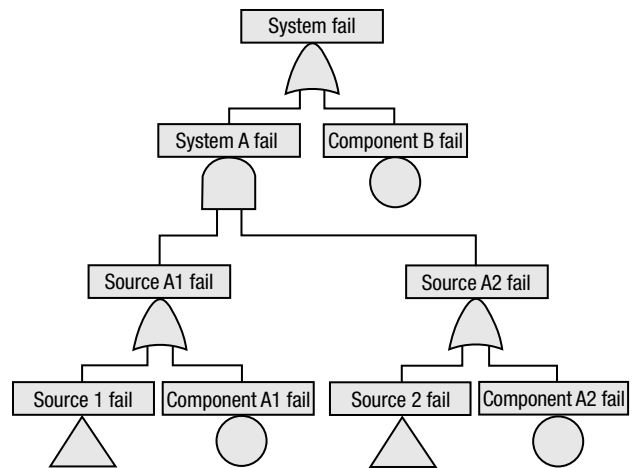 System fail
System A fail
Component B fail
Source A1 fail
Source A2 fail
Source 1 fail
Component A1 fail
Source 2 fail
Component A2 fail